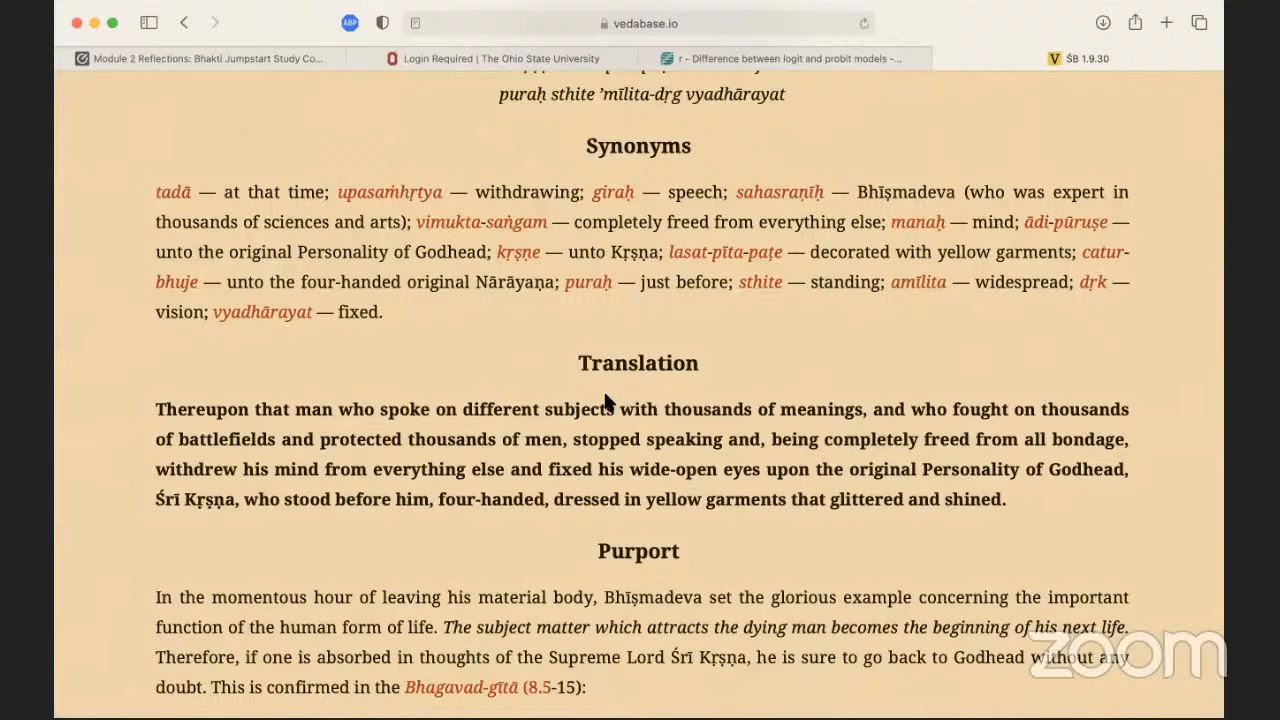 vedabase.io
Module 2 Reflections: Bhakti Jumpstart Study Co...
Login Required | The Ohio State University
r - Difference between logit and probit models -...
ŚB 1.9.30
puraḥ sthite ’mīlita-dṛg vyadhārayat
Synonyms
tadā — at that time; upasaṁhṛtya — withdrawing; giraḥ — speech; sahasraṇīḥ — Bhīṣmadeva (who was expert in
thousands of sciences and arts); vimukta-saṅgam — completely freed from everything else; manaḥ — mind; ādi-pūruṣe —
unto the original Personality of Godhead; kṛṣṇe — unto Kṛṣṇa; lasat-pīta-paṭe — decorated with yellow garments; catur-
bhuje — unto the four-handed original Nārāyaṇa; puraḥ — just before; sthite — standing; amīlita — widespread; dṛk —
vision; vyadhārayat — fixed.
Translation
Thereupon that man who spoke on different subjects with thousands of meanings, and who fought on thousands
of battlefields and protected thousands of men, stopped speaking and, being completely freed from all bondage,
withdrew his mind from everything else and fixed his wide-open eyes upon the original Personality of Godhead,
Śrī Kṛṣṇa, who stood before him, four-handed, dressed in yellow garments that glittered and shined.
Purport
In the momentous hour of leaving his material body, Bhīṣmadeva set the glorious example concerning the important
function of the human form of life. The subject matter which attracts the dying man becomes the beginning of his next life.
Therefore, if one is absorbed in thoughts of the Supreme Lord Śrī Kṛṣṇa, he is sure to go back to Godhead without any
doubt. This is confirmed in the Bhagavad-gītā (8.5-15):
zoom
ABP